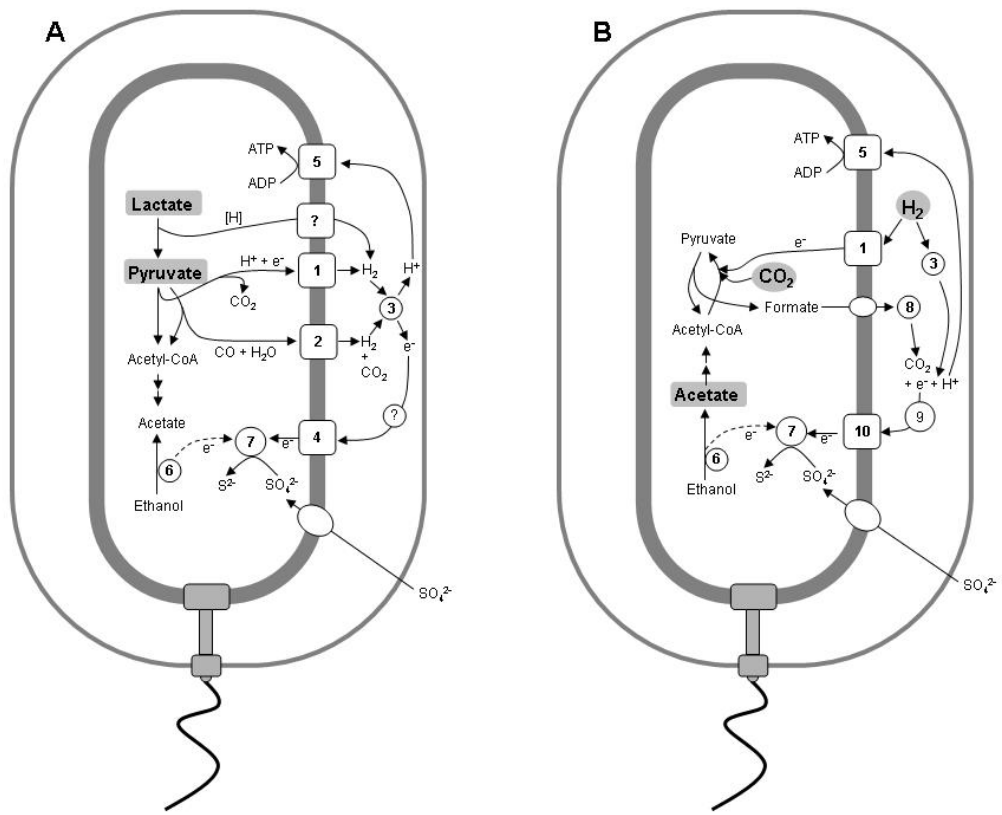 A
ATP
ADP
5
Lactate
[H]
?
Pyruvate
H⁺ + e⁻
1
H₂
H⁺
CO₂
3
CO + H₂O
2
H₂
+
CO₂
e⁻
Acetyl-CoA
?
Acetate
e⁻
7
e⁻
4
6
S²⁻
SO₄²⁻
Ethanol
SO₄²⁻
B
ATP
ADP
5
H₂
Pyruvate
e⁻
1
3
CO₂
Formate
8
Acetyl-CoA
CO₂
+ e⁻ + H⁺
Acetate
9
e⁻
7
e⁻
10
6
S²⁻
SO₄²⁻
Ethanol
SO₄²⁻